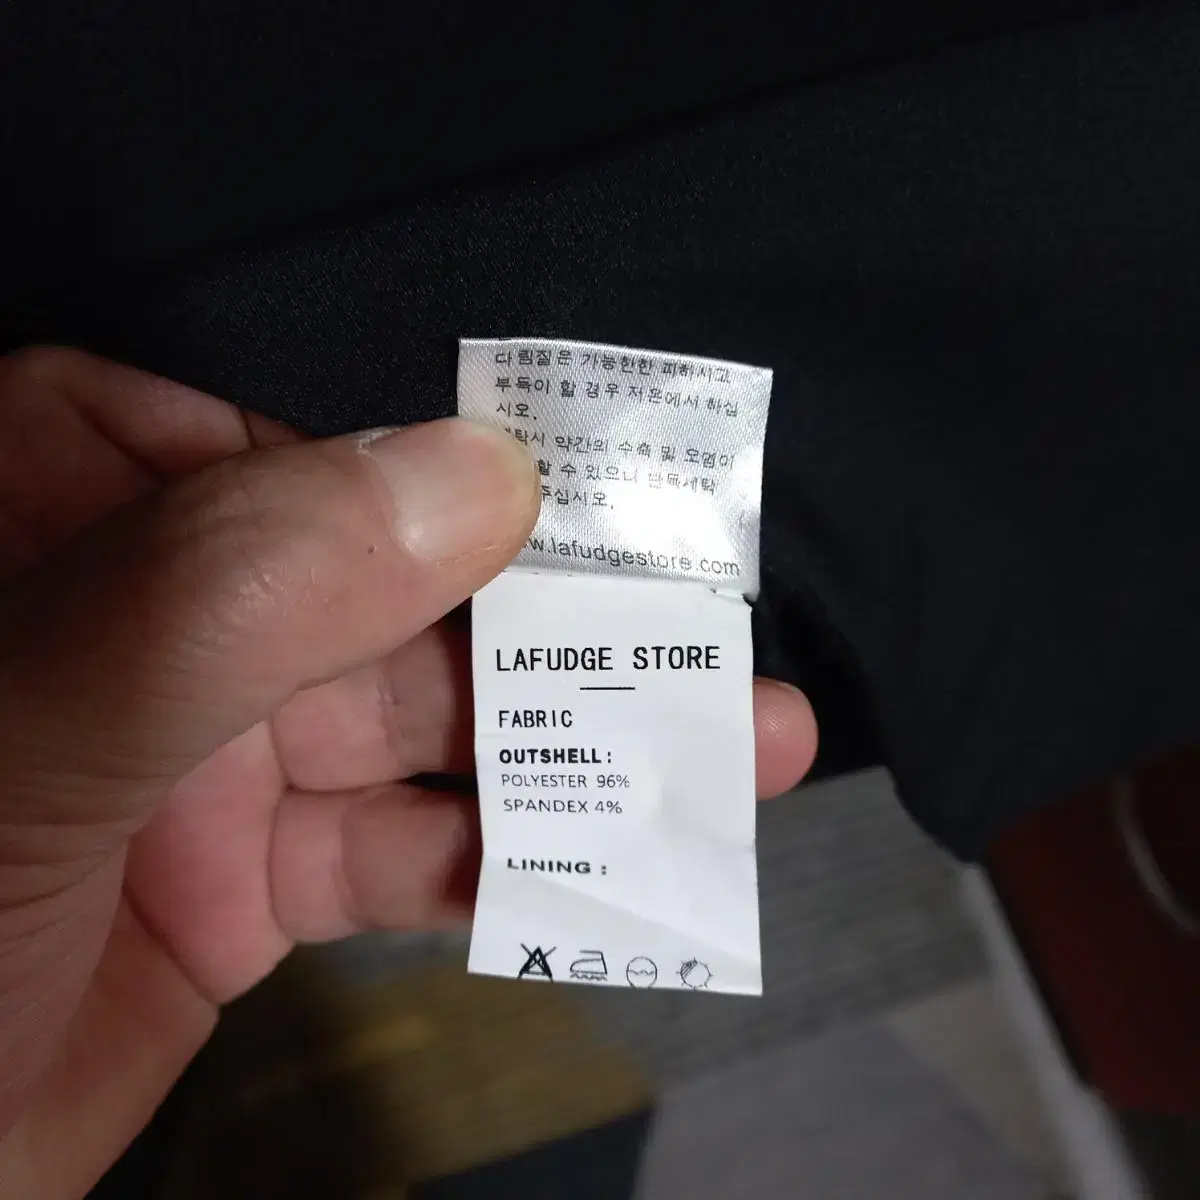 다림질은 가능한한 피하시고
부득이 할 경우 저온에서 하십
시오.
약간의 수축 및 오염이
할 수 있으니 단독세탁
주십시오.
.lafudgestore.com
LAFUDGE STORE
FABRIC
OUTSHELL:
POLYESTER 96%
SPANDEX 4%
LINING :